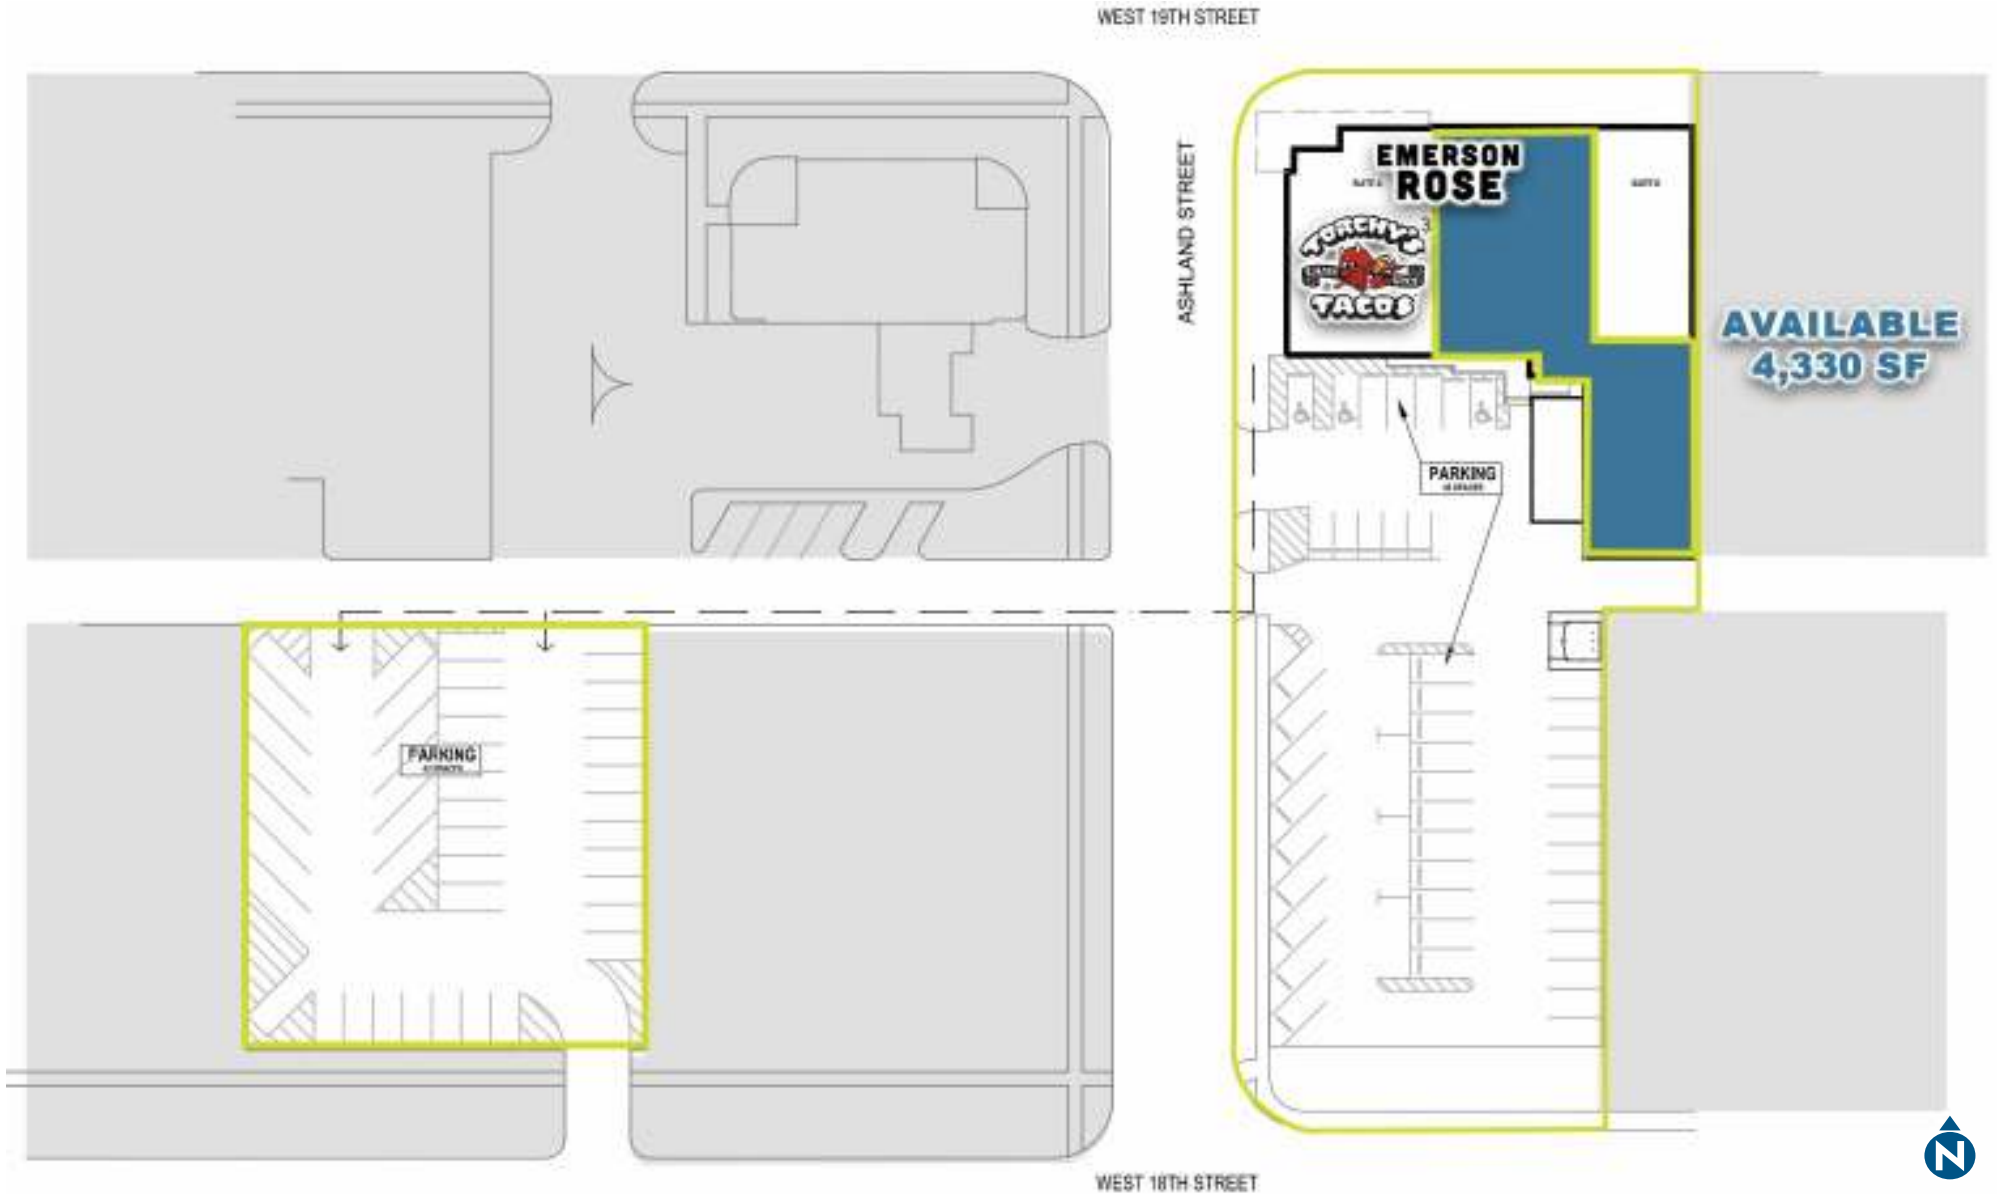 WEST 19TH STREET
ASHLAND STREET
EMERSON
ROSE
TORCHY'S
TACOS
AVAILABLE
4,330 SF
PARKING
PARKING
WEST 18TH STREET
N